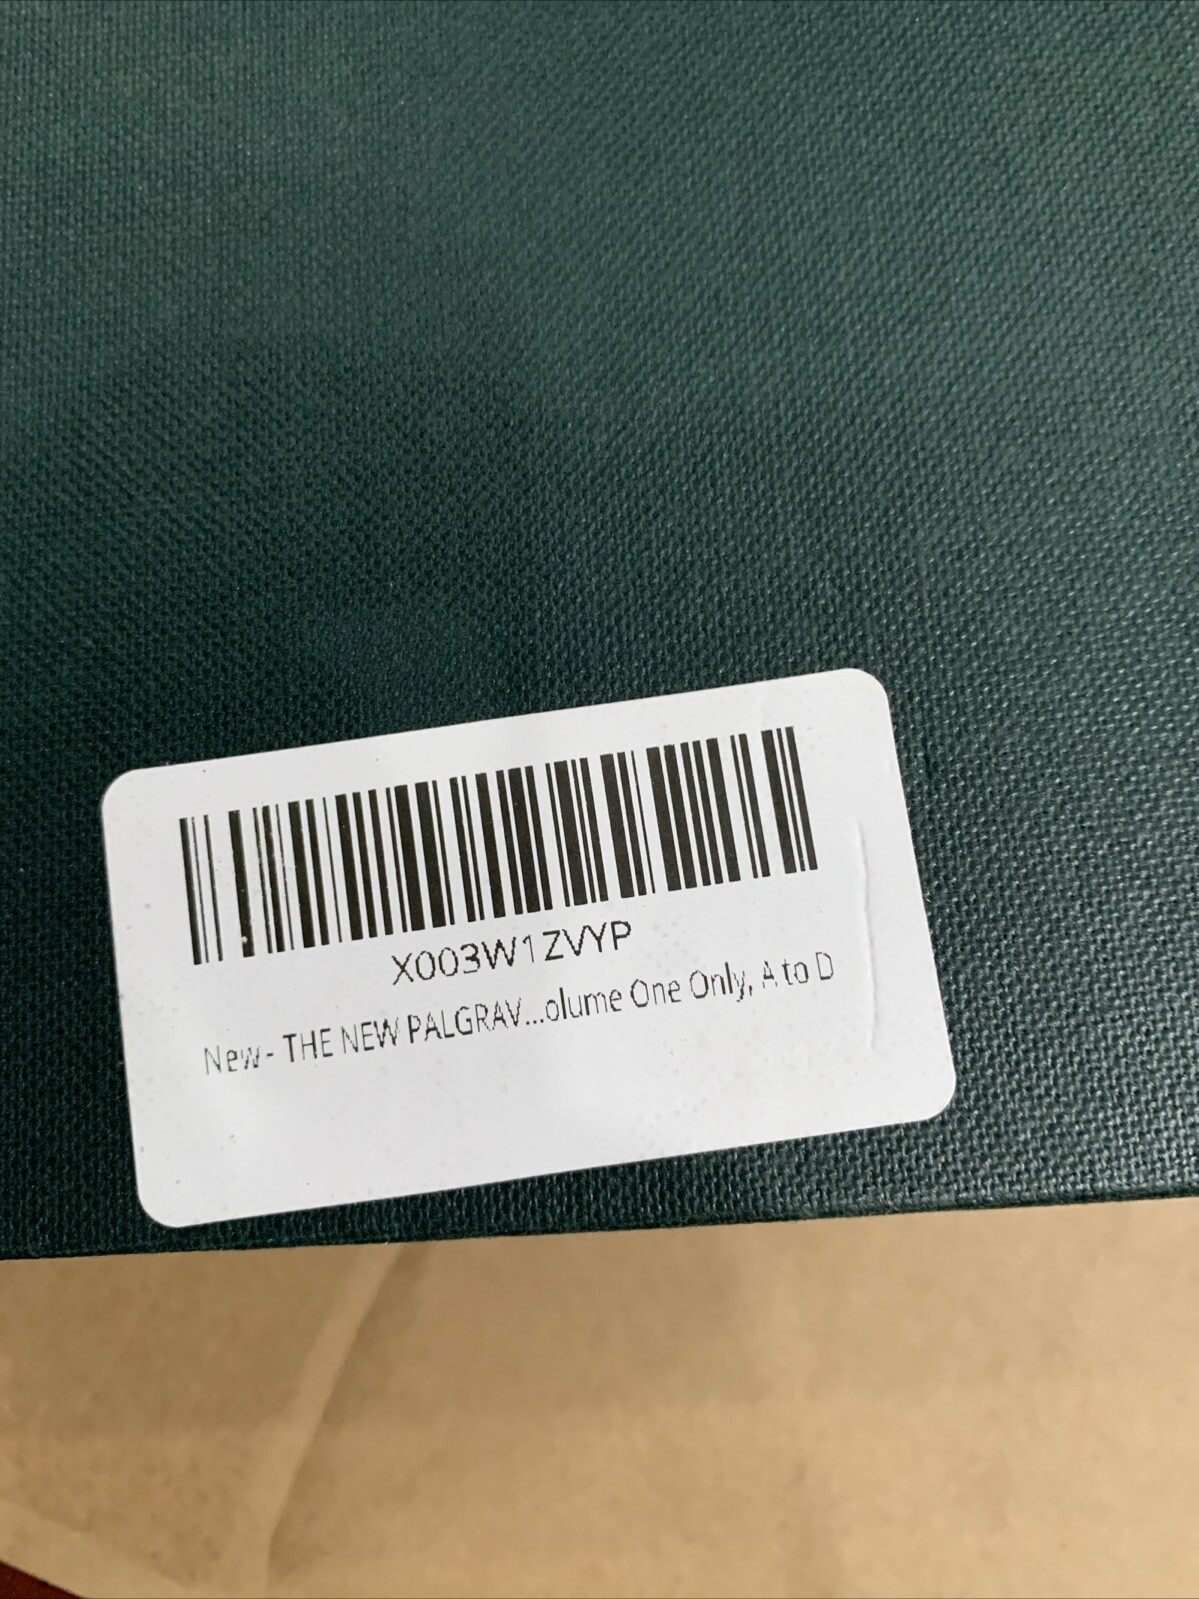 X003W1ZVYP
New - THE NEW PALGRAV...olume One Only, A to D